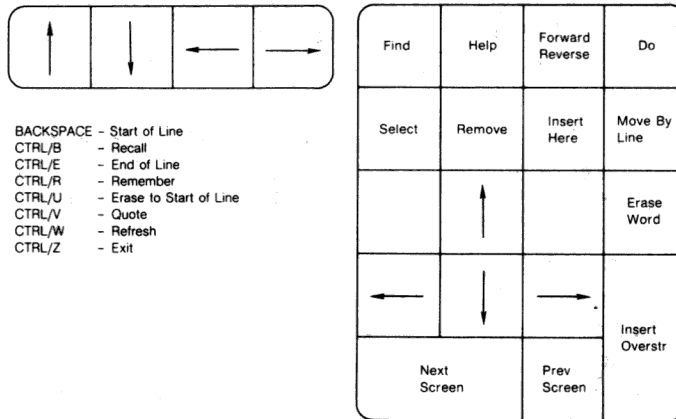 BACKSPACE - Start of Line
CTRL/B - Recall
CTRL/E - End of Line
CTRL/R - Remember
CTRL/U - Erase to Start of Line
CTRL/V - Quote
CTRL/W - Refresh
CTRL/Z - Exit
Find
Help
Forward
Reverse
Do
Select
Remove
Insert
Here
Move By
Line
Erase
Word
Insert
Overstr
Next
Screen
Prev
Screen